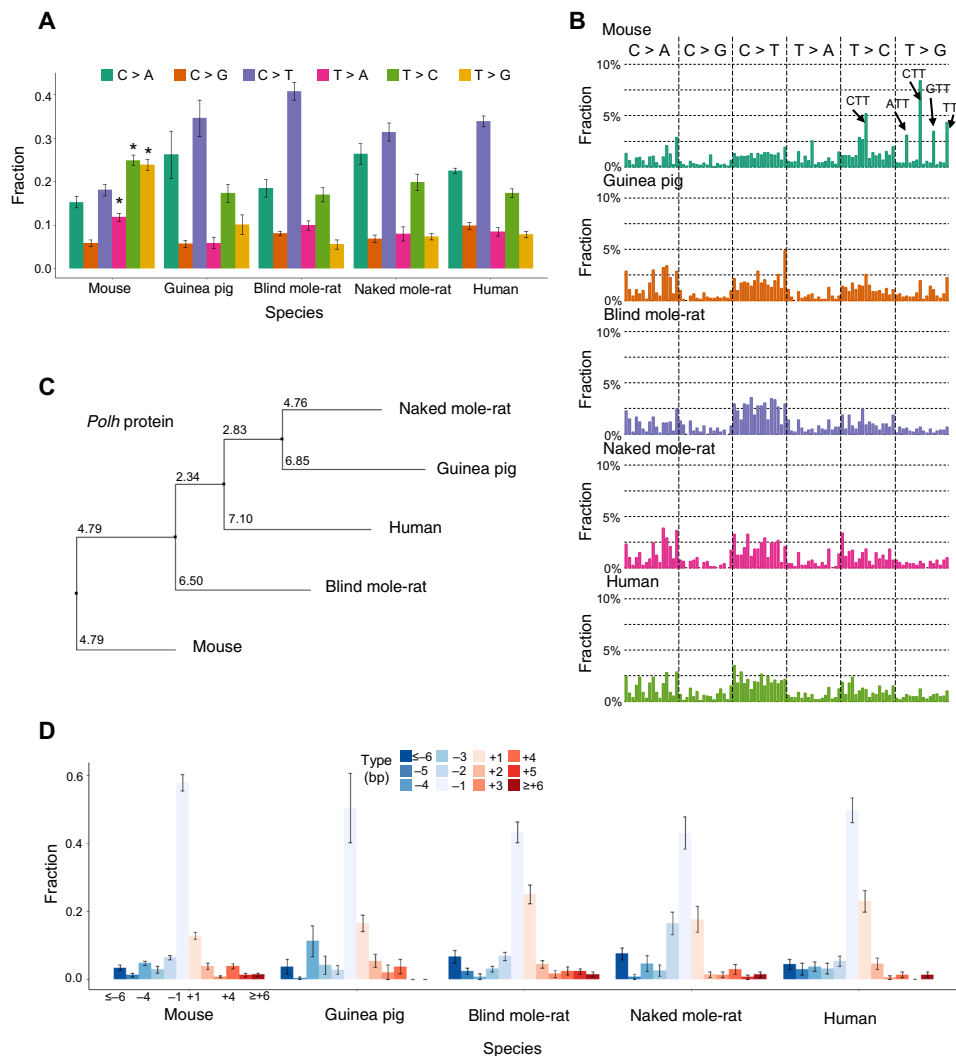 A
C > A C > G C > T T > A T > C T > G
Fraction
0.4
0.3
0.2
0.1
0.0
* * *
Mouse Guinea pig Blind mole-rat Naked mole-rat Human
Species
B
Mouse
C > A C > G C > T T > A T > C T > G
Fraction
10%
5%
0%
CTT ATT CTT GTT
Guinea pig
Fraction
10%
5%
0%
Blind mole-rat
Fraction
10%
5%
0%
Naked mole-rat
Fraction
10%
5%
0%
Human
Fraction
10%
5%
0%
C
Polh protein
4.76 Naked mole-rat
2.83
6.85 Guinea pig
2.34
7.10 Human
4.79
6.50 Blind mole-rat
4.79 Mouse
D
Type
(bp)
≤–6 –3 +1 +4
–5 –2 +2 +5
–4 –1 +3 ≥+6
Fraction
0.6
0.4
0.2
0.0
≤–6 –4 –1 +1 +4 ≥+6
Mouse Guinea pig Blind mole-rat Naked mole-rat Human
Species